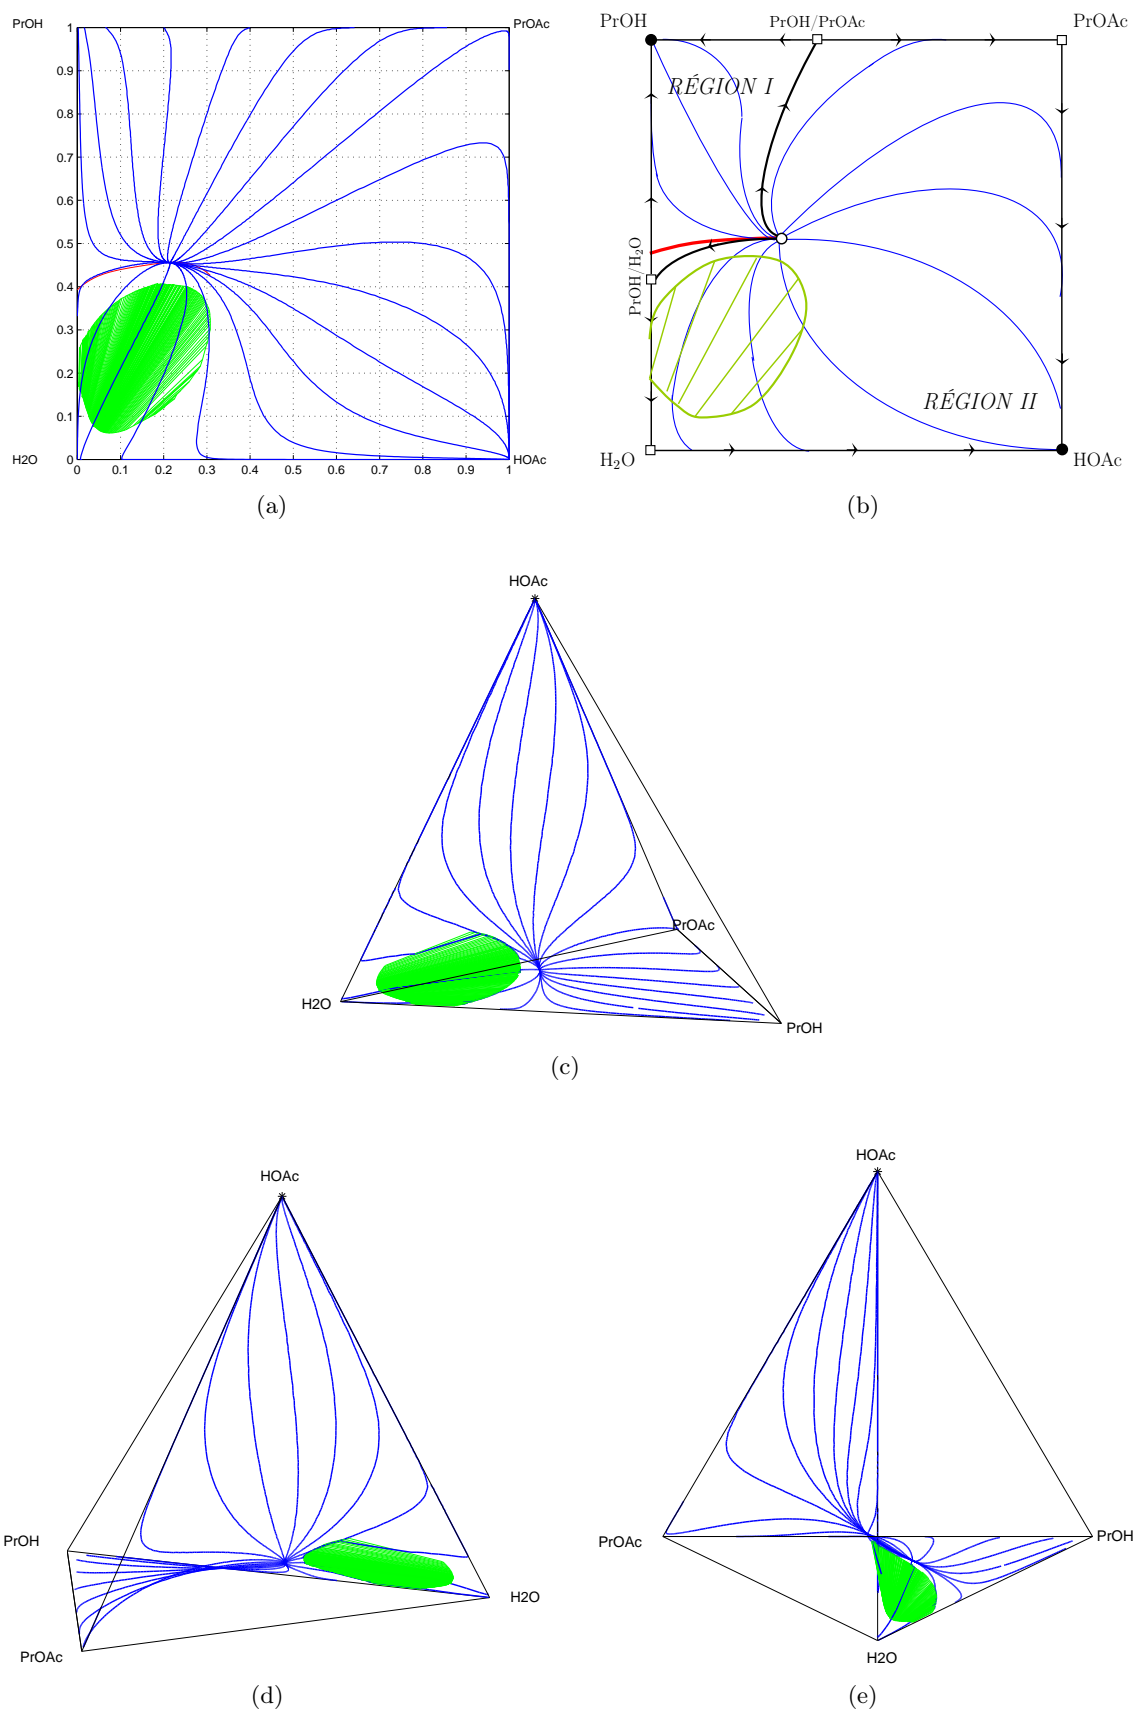 PrOH
PrOAc
1
0.9
0.8
0.7
0.6
0.5
0.4
0.3
0.2
0.1
0
H2O
0 0.1 0.2 0.3 0.4 0.5 0.6 0.7 0.8 0.9 1
HOAc
(a)
PrOH
PrOH/PrOAc
PrOAc
RÉGION I
PrOH/H₂O
RÉGION II
H₂O
HOAc
(b)
HOAc
PrOAc
H2O
PrOH
(c)
HOAc
PrOH
H2O
PrOAc
(d)
HOAc
PrOAc
PrOH
H2O
(e)